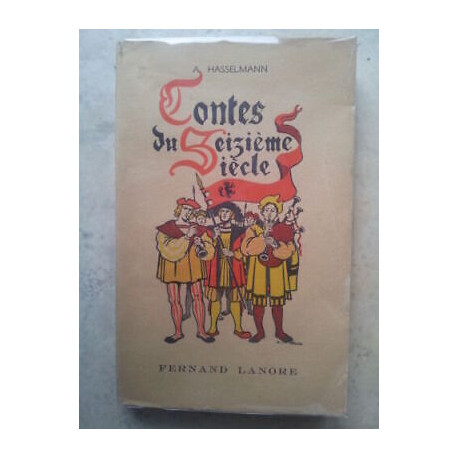 A. HASSELMANN
Contes
du Seizième
Siècle
FERNAND LANORE